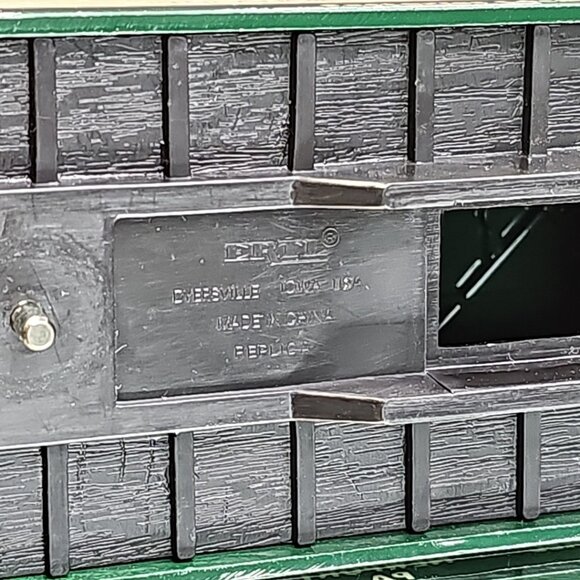 ERTL®
DYERSVILLE IOWA USA
MADE IN CHINA
REPLICA